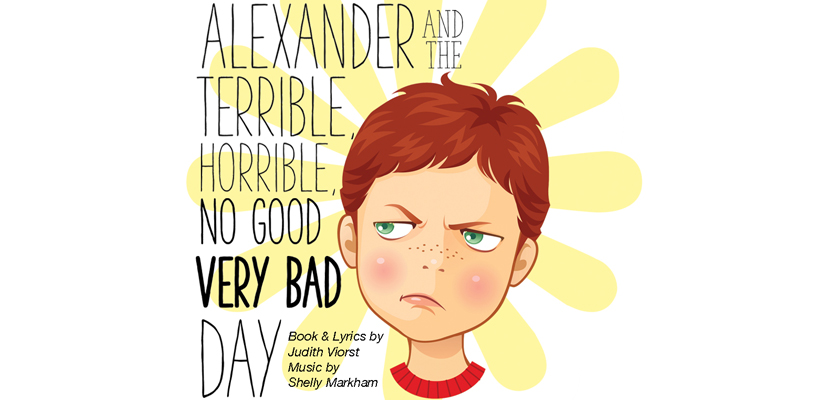 ALEXANDER AND THE
TERRIBLE,
HORRIBLE,
NO GOOD
VERY BAD
DAY
Book & Lyrics by
Judith Viorst
Music by
Shelly Markham